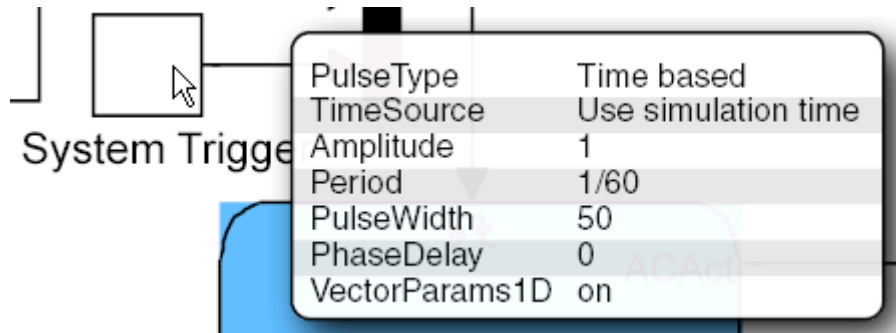 PulseType Time based
TimeSource Use simulation time
Amplitude 1
Period 1/60
PulseWidth 50
PhaseDelay 0
VectorParams1D on
System Trigge
ACAct